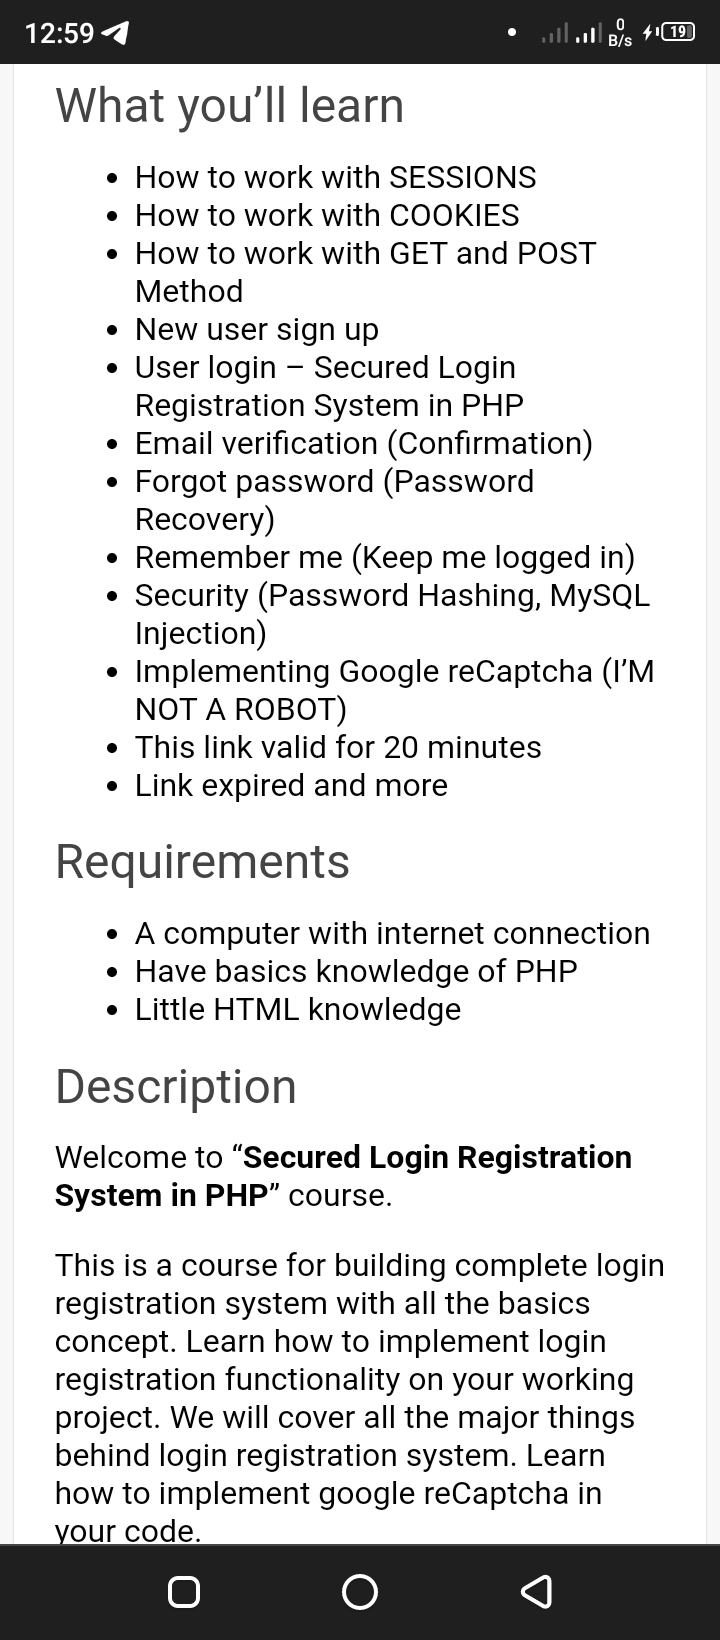 12:59
0
B/s
19
What you’ll learn
• How to work with SESSIONS
• How to work with COOKIES
• How to work with GET and POST
Method
• New user sign up
• User login – Secured Login
Registration System in PHP
• Email verification (Confirmation)
• Forgot password (Password
Recovery)
• Remember me (Keep me logged in)
• Security (Password Hashing, MySQL
Injection)
• Implementing Google reCaptcha (I’M
NOT A ROBOT)
• This link valid for 20 minutes
• Link expired and more
Requirements
• A computer with internet connection
• Have basics knowledge of PHP
• Little HTML knowledge
Description
Welcome to “Secured Login Registration
System in PHP” course.
This is a course for building complete login
registration system with all the basics
concept. Learn how to implement login
registration functionality on your working
project. We will cover all the major things
behind login registration system. Learn
how to implement google reCaptcha in
your code.